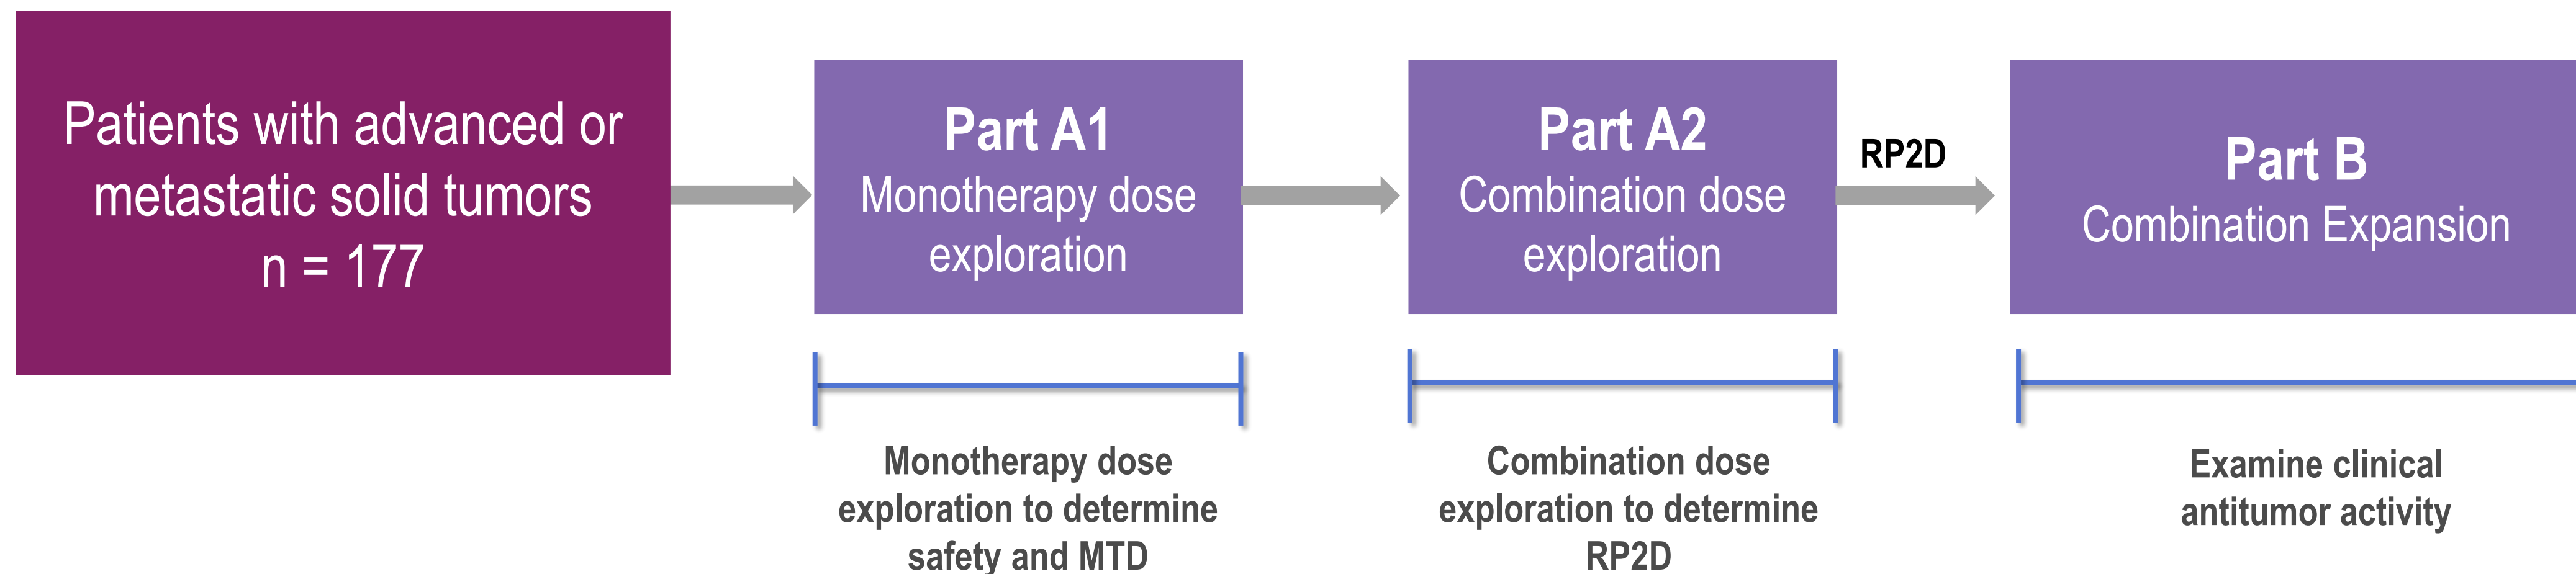 Patients with advanced or
metastatic solid tumors
n = 177
Part A1
Monotherapy dose
exploration
Part A2
Combination dose
exploration
RP2D
Part B
Combination Expansion
Monotherapy dose
exploration to determine
safety and MTD
Combination dose
exploration to determine
RP2D
Examine clinical
antitumor activity